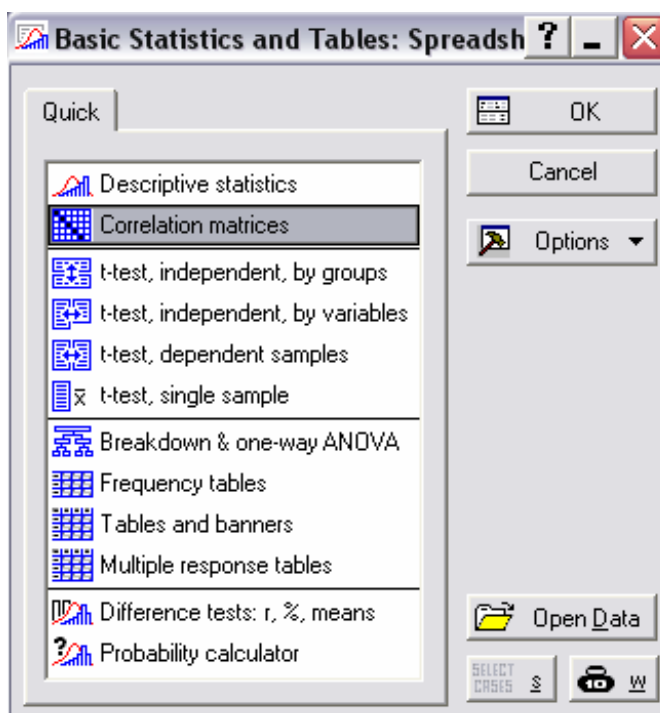 Basic Statistics and Tables: Spreadsh
Quick
OK
Cancel
Options
Descriptive statistics
Correlation matrices
t-test, independent, by groups
t-test, independent, by variables
t-test, dependent samples
t-test, single sample
Breakdown & one-way ANOVA
Frequency tables
Tables and banners
Multiple response tables
Difference tests: r, %, means
Probability calculator
Open Data
SELECT CASES S
10 W